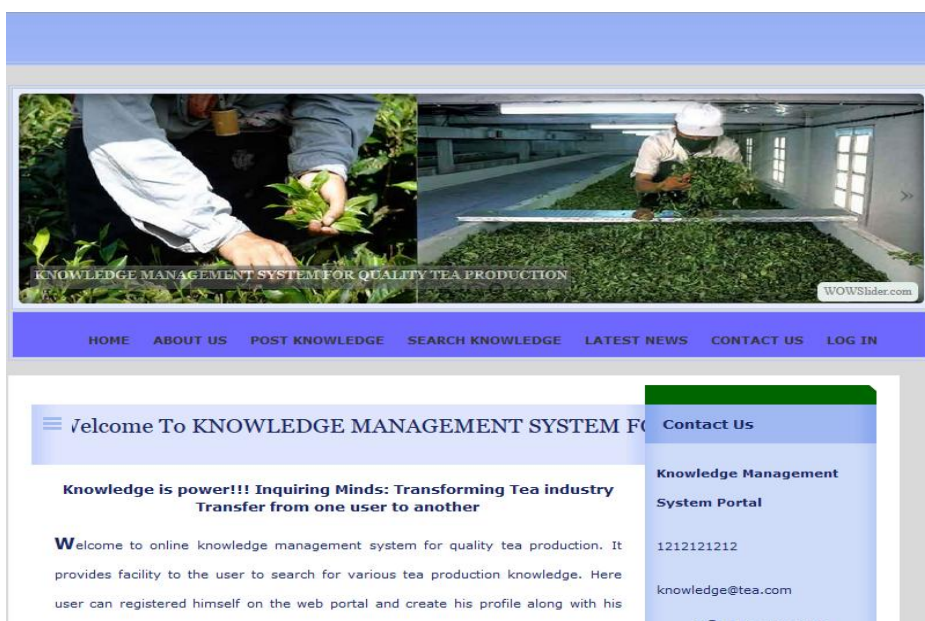 KNOWLEDGE MANAGEMENT SYSTEM FOR QUALITY TEA PRODUCTION
WOWSlider.com
HOME ABOUT US POST KNOWLEDGE SEARCH KNOWLEDGE LATEST NEWS CONTACT US LOG IN
elcome To KNOWLEDGE MANAGEMENT SYSTEM
Knowledge is power!!! Inquiring Minds: Transforming Tea industry
Transfer from one user to another
Welcome to online knowledge management system for quality tea production. It
provides facility to the user to search for various tea production knowledge. Here
user can registered himself on the web portal and create his profile along with his
Contact Us
Knowledge Management
System Portal
1212121212
knowledge@tea.com